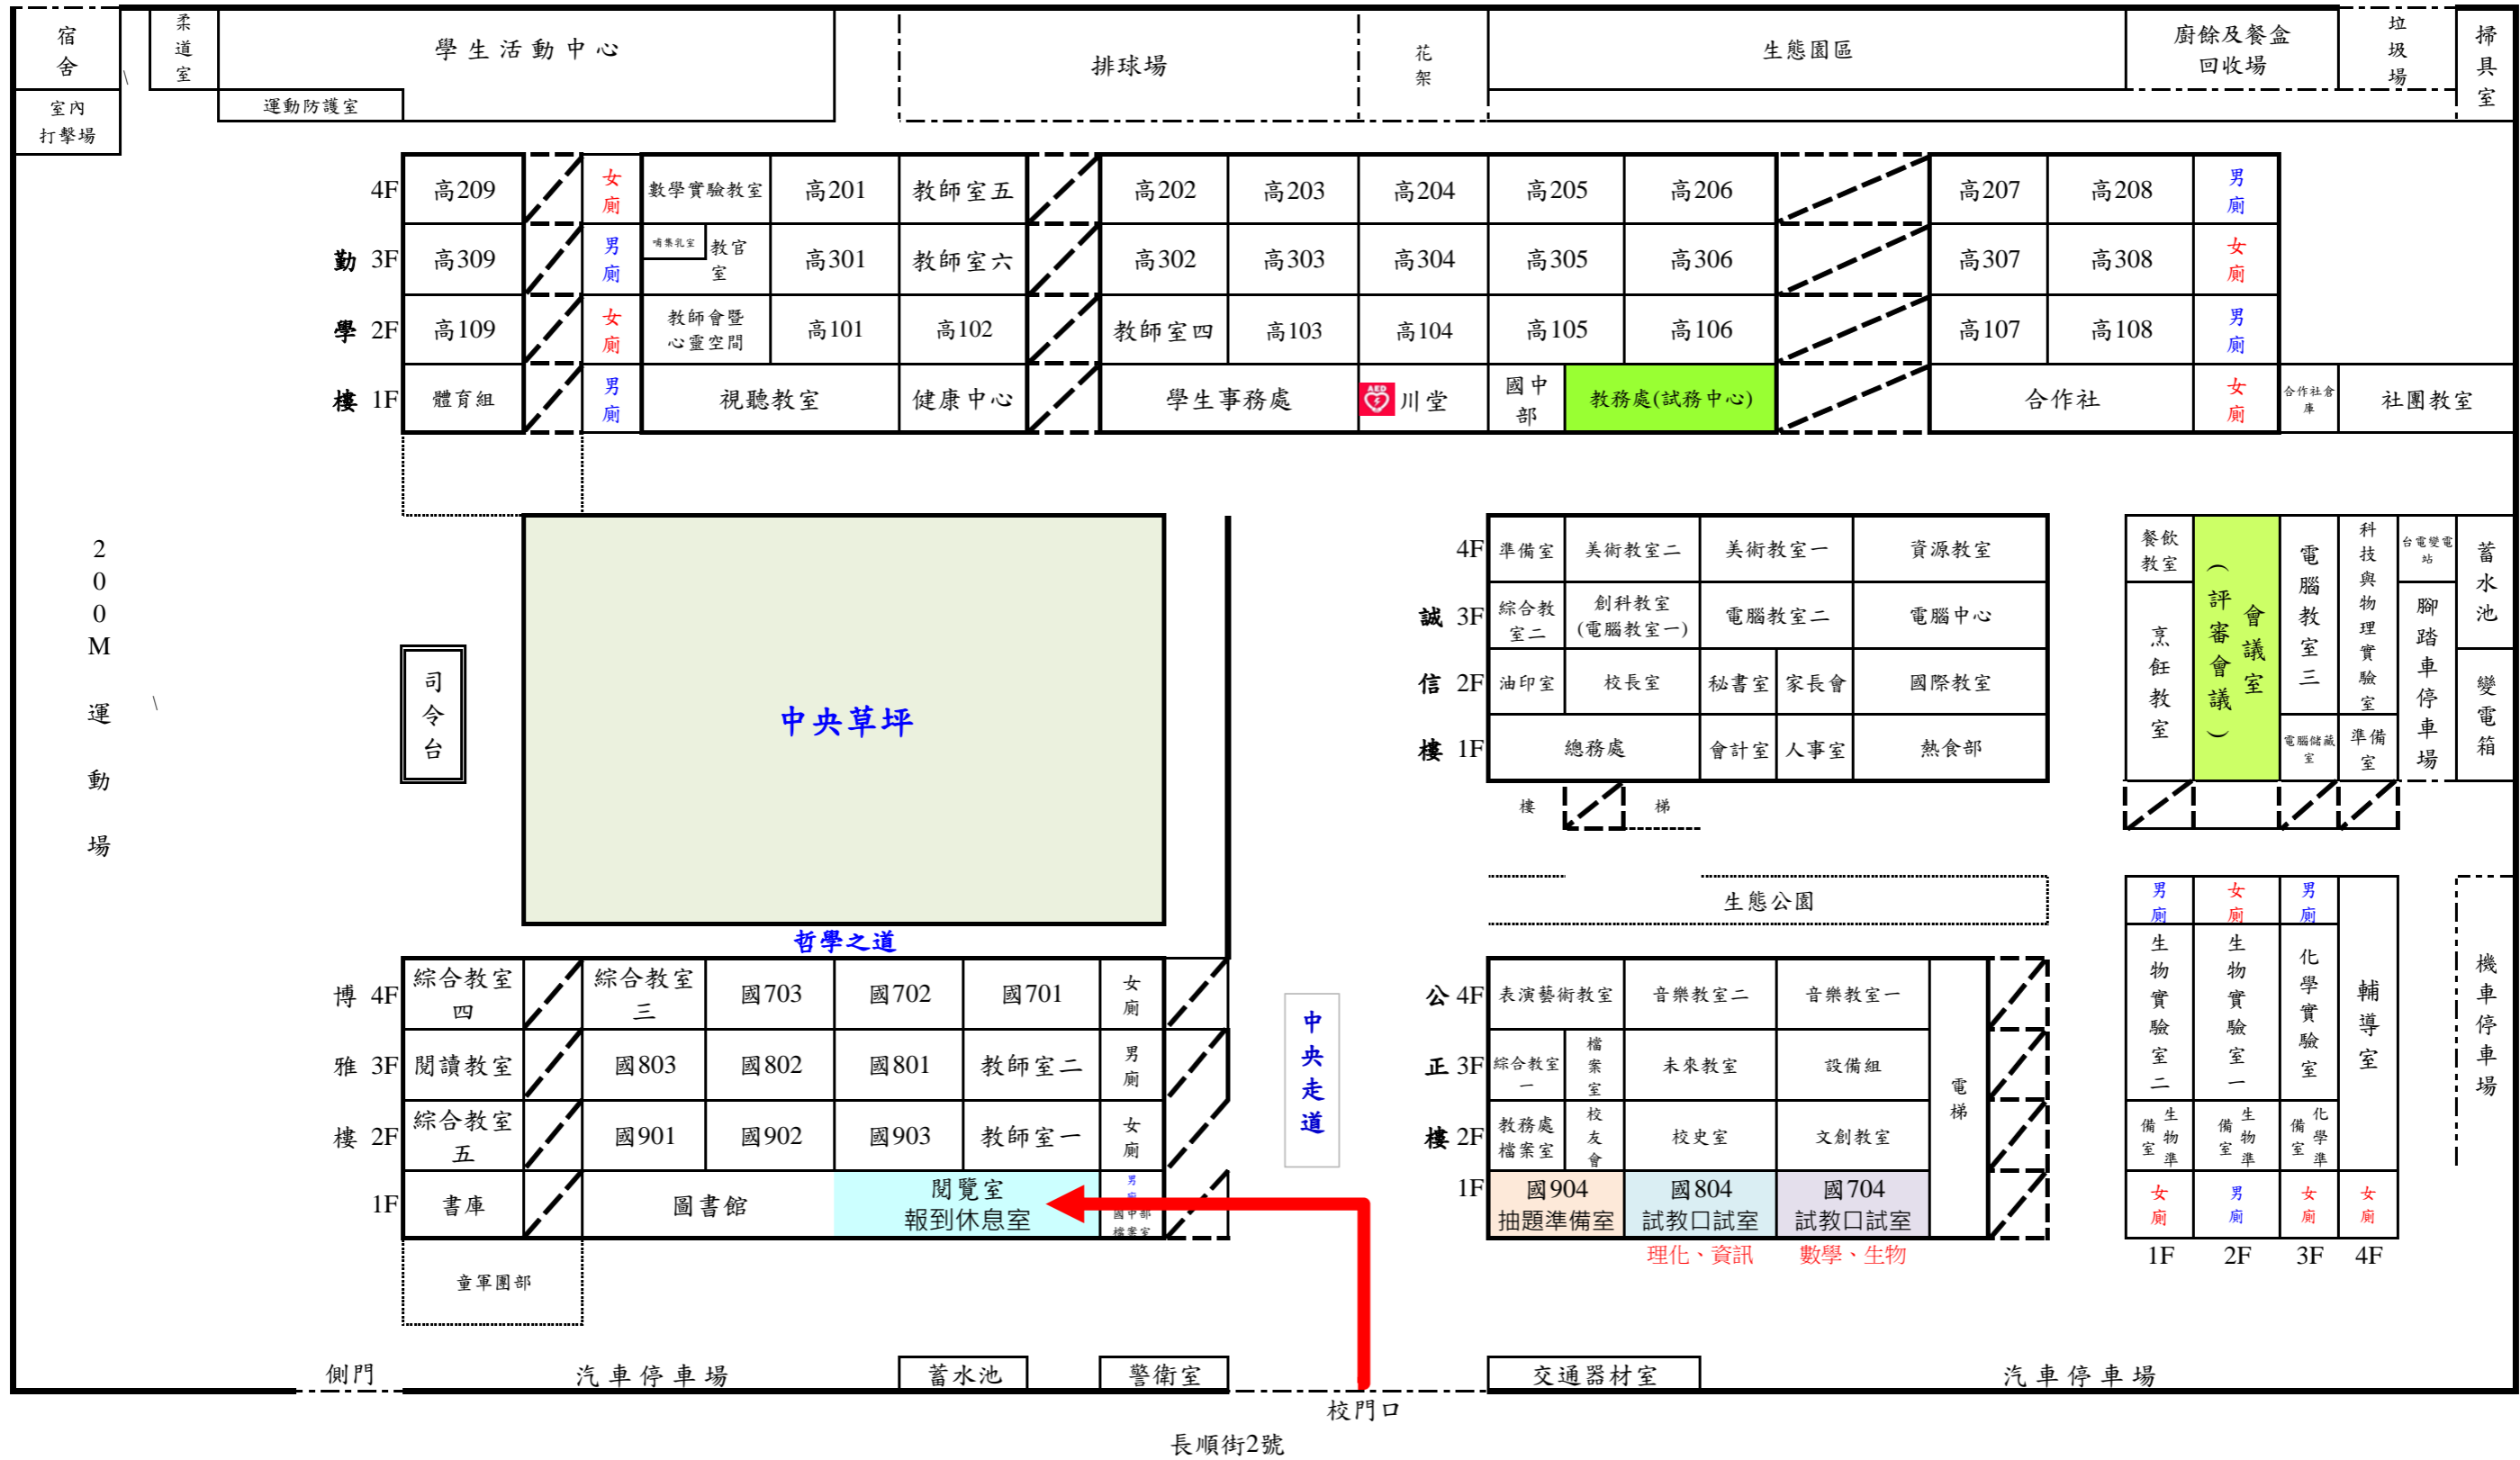 宿舍
柔道室
學生活動中心
排球場
花架
生態園區
廚餘及餐盒
回收場
垃圾場
掃具室
室內
打擊場
運動防護室
4F
高209
女廁
數學實驗教室
高201
教師室五
高202
高203
高204
高205
高206
高207
高208
男廁
勤 3F
高309
男廁
哺集乳室
教官室
高301
教師室六
高302
高303
高304
高305
高306
高307
高308
女廁
學 2F
高109
女廁
教師會暨
心靈空間
高101
高102
教師室四
高103
高104
高105
高106
高107
高108
男廁
樓 1F
體育組
男廁
視聽教室
健康中心
學生事務處
AED
川堂
國中部
教務處(試務中心)
合作社
女廁
合作社倉庫
社團教室
200M 運動場
司令台
中央草坪
哲學之道
4F
準備室
美術教室二
美術教室一
資源教室
誠 3F
綜合教室二
創科教室
(電腦教室一)
電腦教室二
電腦中心
信 2F
油印室
校長室
秘書室
家長會
國際教室
樓 1F
總務處
會計室
人事室
熱食部
樓
梯
餐飲教室
烹飪教室
會議室
(評審會議)
電腦教室三
電腦儲藏室
科技與物理實驗室
準備室
台電變電站
腳踏車停車場
蓄水池
變電箱
生態公園
博 4F
綜合教室四
綜合教室三
國703
國702
國701
女廁
雅 3F
閱讀教室
國803
國802
國801
教師室二
男廁
樓 2F
綜合教室五
國901
國902
國903
教師室一
女廁
1F
書庫
圖書館
閱覽室
報到休息室
男廁
國中部
檔案室
童軍團部
中央走道
公 4F
表演藝術教室
音樂教室二
音樂教室一
電梯
正 3F
綜合教室一
檔案室
未來教室
設備組
樓 2F
教務處
檔案室
校友會
校史室
文創教室
1F
國904
抽題準備室
國804
試教口試室
國704
試教口試室
理化、資訊
數學、生物
男廁
生物實驗室二
生物準備室
女廁
1F
女廁
生物實驗室一
生物準備室
男廁
2F
男廁
化學實驗室
化學準備室
女廁
3F
輔導室
女廁
4F
機車停車場
側門
汽車停車場
蓄水池
警衛室
校門口
交通器材室
汽車停車場
長順街2號